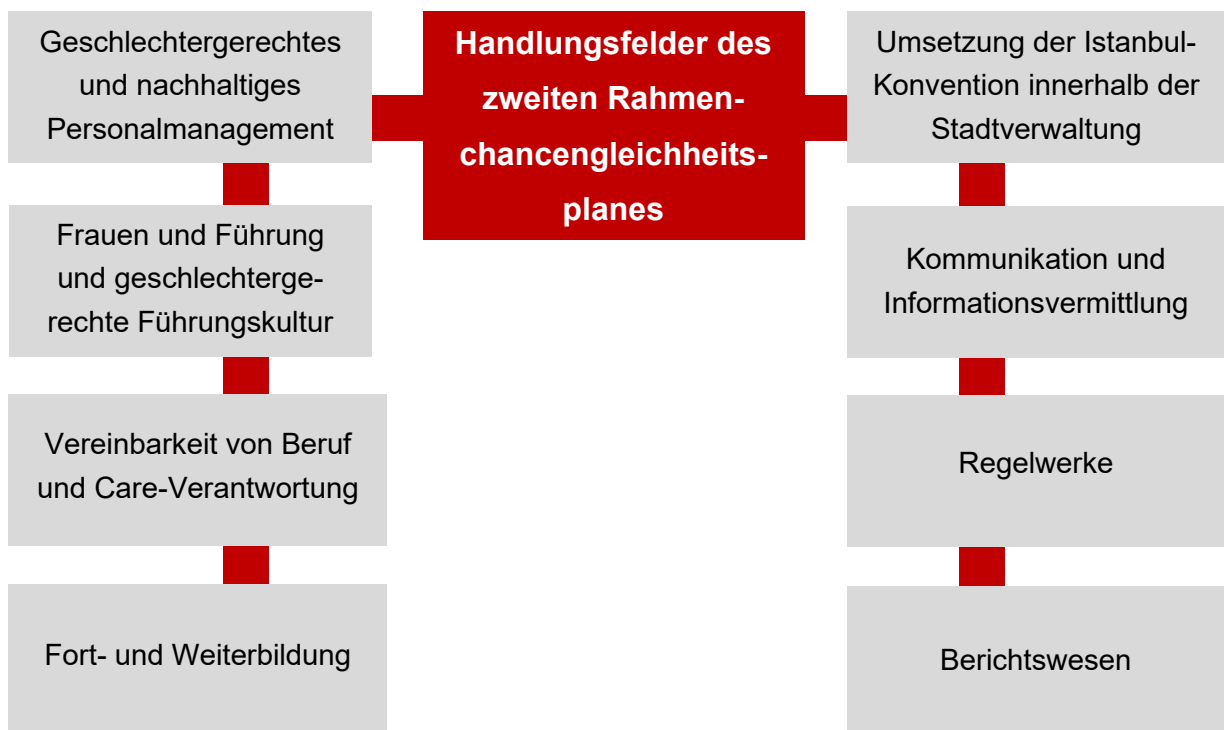 Geschlechtergerechtes
und nachhaltiges
Personalmanagement
Frauen und Führung
und geschlechterge-
rechte Führungskultur
Vereinbarkeit von Beruf
und Care-Verantwortung
Fort- und Weiterbildung
Handlungsfelder des
zweiten Rahmen-
chancengleichheits-
planes
Umsetzung der Istanbul-
Konvention innerhalb der
Stadtverwaltung
Kommunikation und
Informationsvermittlung
Regelwerke
Berichtswesen